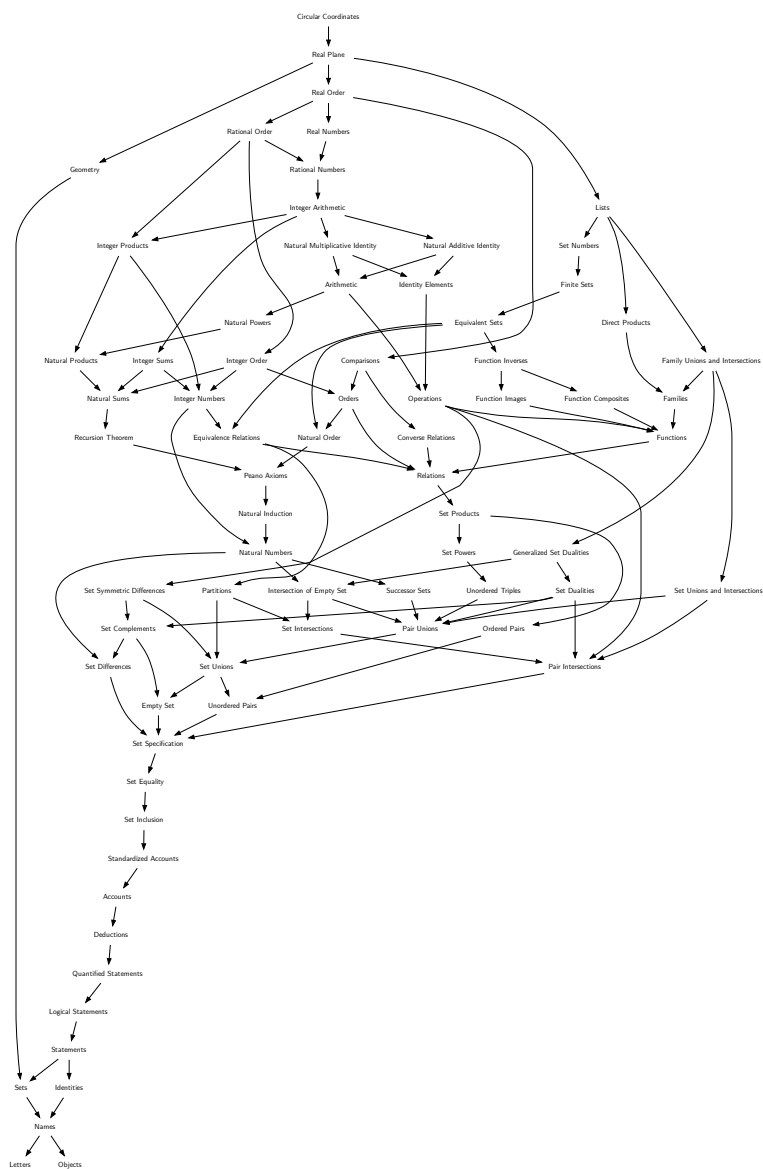 Circular Coordinates
Real Plane
Real Order
Rational Order
Real Numbers
Geometry
Rational Numbers
Integer Arithmetic
Lists
Integer Products
Natural Multiplicative Identity
Natural Additive Identity
Set Numbers
Arithmetic
Identity Elements
Finite Sets
Natural Powers
Equivalent Sets
Direct Products
Natural Products
Integer Sums
Integer Order
Comparisons
Function Inverses
Family Unions and Intersections
Natural Sums
Integer Numbers
Orders
Operations
Function Images
Function Composites
Families
Recursion Theorem
Equivalence Relations
Natural Order
Converse Relations
Functions
Peano Axioms
Relations
Natural Induction
Set Products
Natural Numbers
Set Powers
Generalized Set Dualities
Set Symmetric Differences
Partitions
Intersection of Empty Set
Successor Sets
Unordered Triples
Set Dualities
Set Unions and Intersections
Set Complements
Set Intersections
Pair Unions
Ordered Pairs
Set Differences
Set Unions
Pair Intersections
Empty Set
Unordered Pairs
Set Specification
Set Equality
Set Inclusion
Standardized Accounts
Accounts
Deductions
Quantified Statements
Logical Statements
Statements
Sets
Identities
Names
Letters
Objects